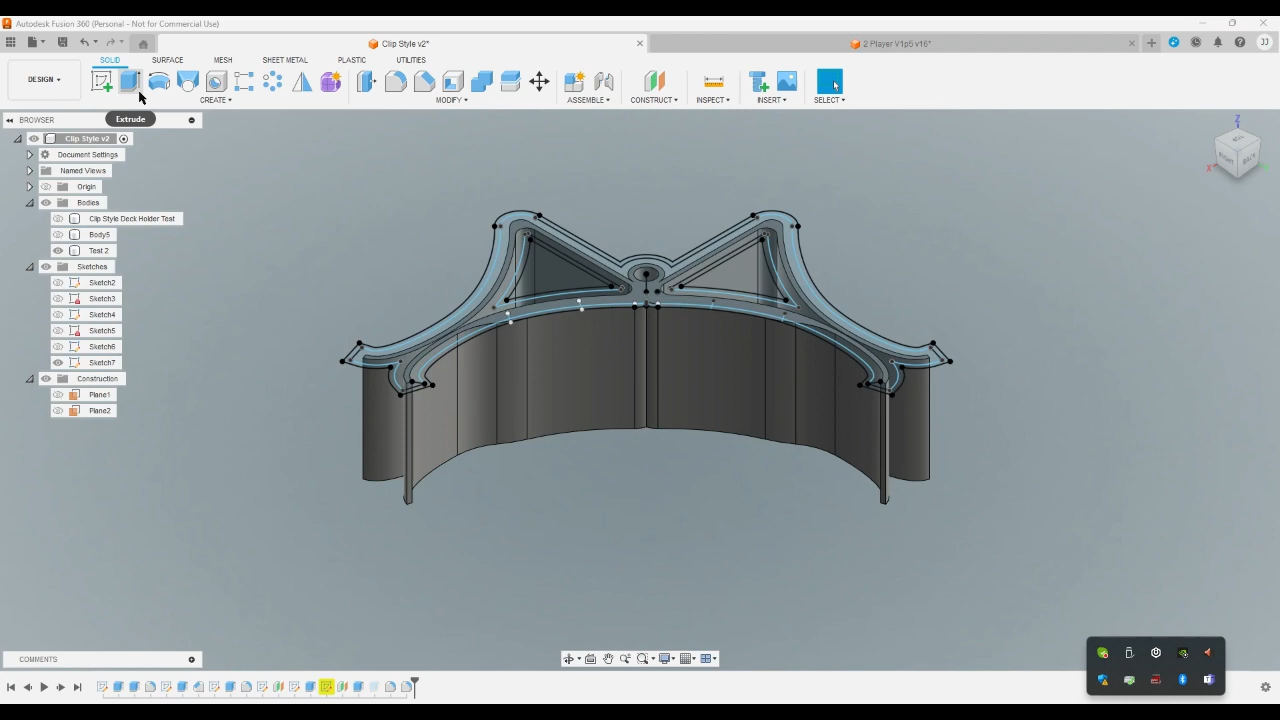 Autodesk Fusion 360 (Personal - Not for Commercial Use)
Clip Style v2*
2 Player V1p5 v16*
JJ
SOLID SURFACE MESH SHEET METAL PLASTIC UTILITIES
DESIGN
CREATE MODIFY ASSEMBLE CONSTRUCT INSPECT INSERT SELECT
Extrude
BROWSER
Clip Style v2
Document Settings
Named Views
Origin
Bodies
Clip Style Deck Holder Test
Body5
Test 2
Sketches
Sketch2
Sketch3
Sketch4
Sketch5
Sketch6
Sketch7
Construction
Plane1
Plane2
Z
RIGHT BACK
X
COMMENTS